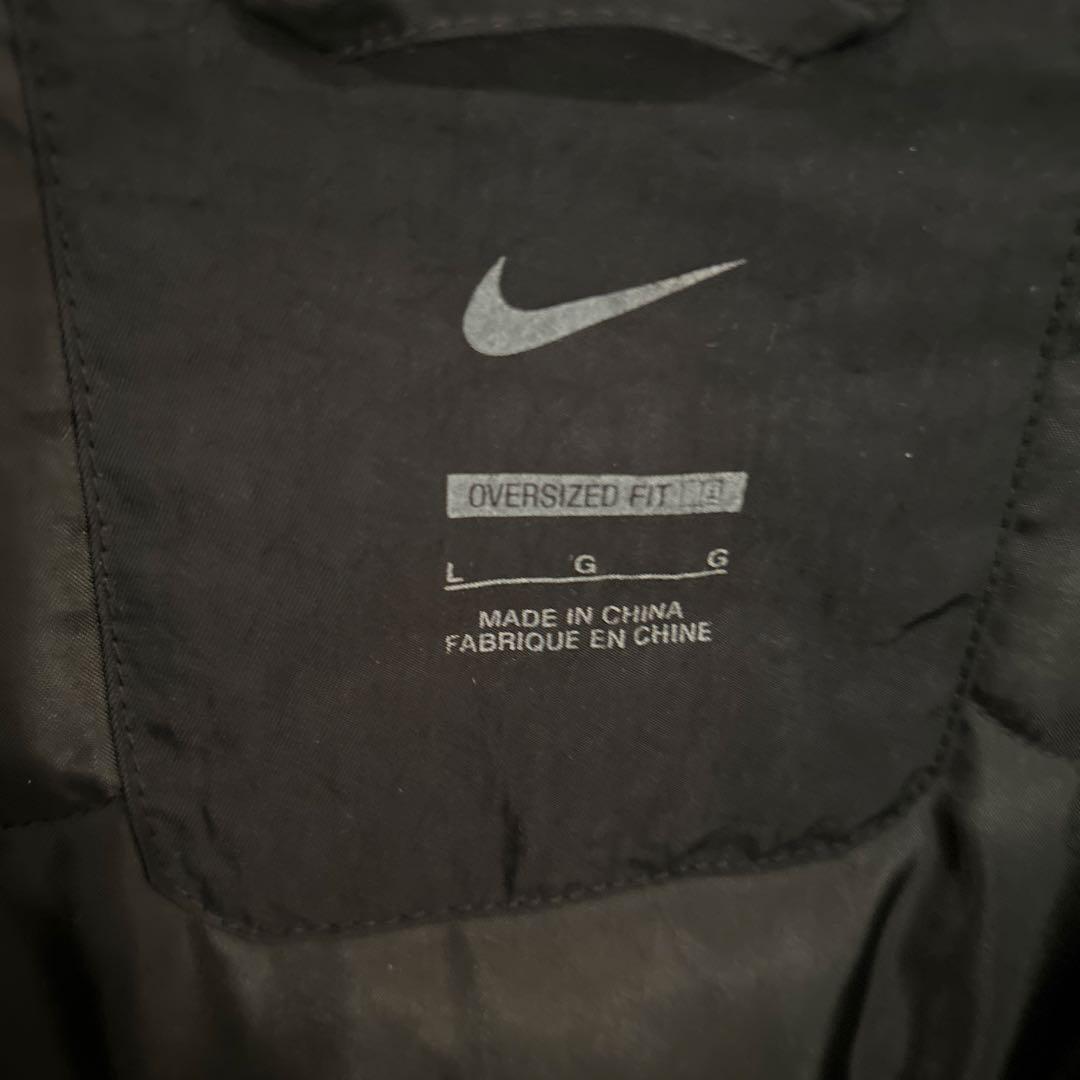 OVERSIZED FIT
L G G
MADE IN CHINA
FABRIQUE EN CHINE